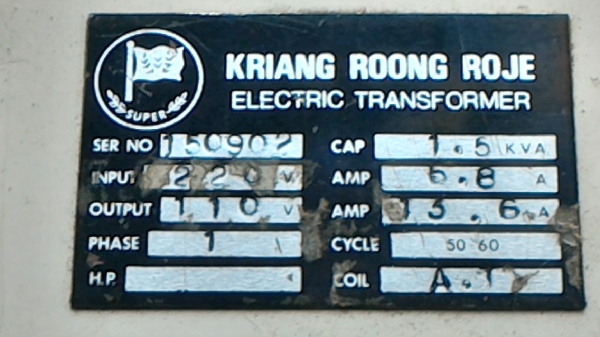 SUPER
KRIANG ROONG ROJE
ELECTRIC TRANSFORMER
SER NO 150902 CAP 1.5 K.V.A.
INPUT 220 V AMP 6.8 A
OUTPUT 110 V AMP 13.6 A
PHASE 1 CYCLE 50 60
H.P. COIL A.T